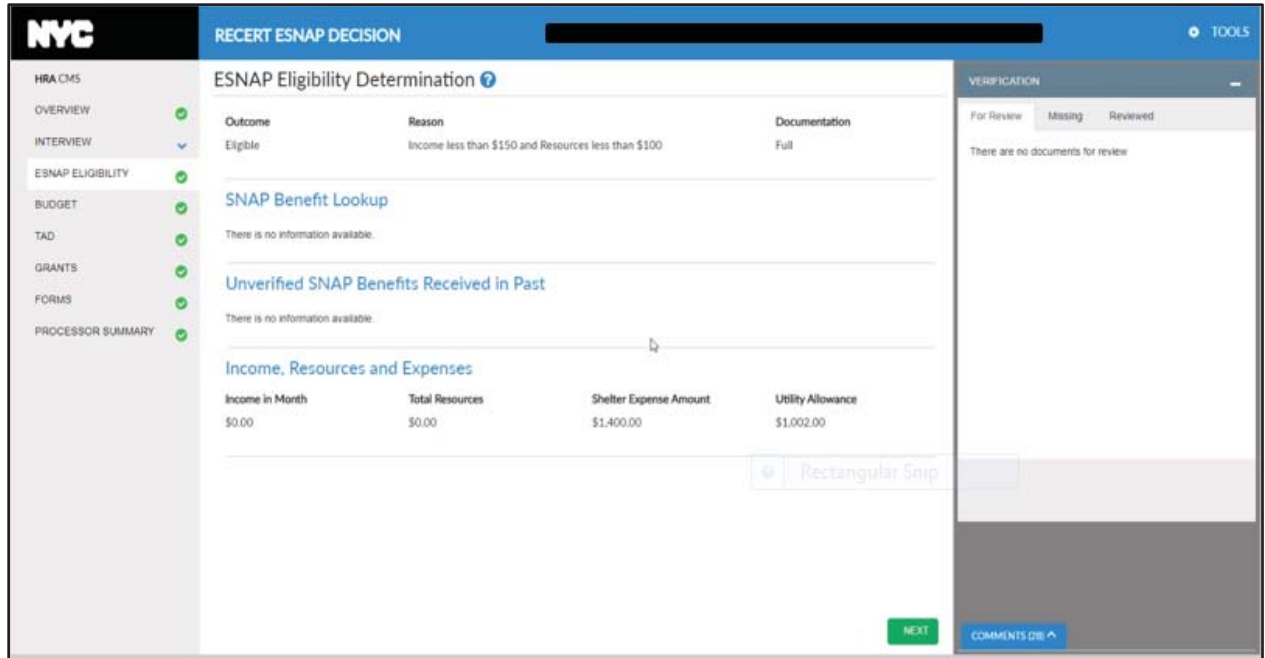 NYC
RECERT ESNAP DECISION
TOOLS
HRA CMS
OVERVIEW
INTERVIEW
ESNAP ELIGIBILITY
BUDGET
TAD
GRANTS
FORMS
PROCESSOR SUMMARY
ESNAP Eligibility Determination ?
Outcome Reason Documentation
Eligible Income less than $150 and Resources less than $100 Full
SNAP Benefit Lookup
There is no information available.
Unverified SNAP Benefits Received in Past
There is no information available.
Income, Resources and Expenses
Income in Month Total Resources Shelter Expense Amount Utility Allowance
$0.00 $0.00 $1,400.00 $1,002.00
Rectangular Snip
NEXT
VERIFICATION
For Review Missing Reviewed
There are no documents for review
COMMENTS (28)